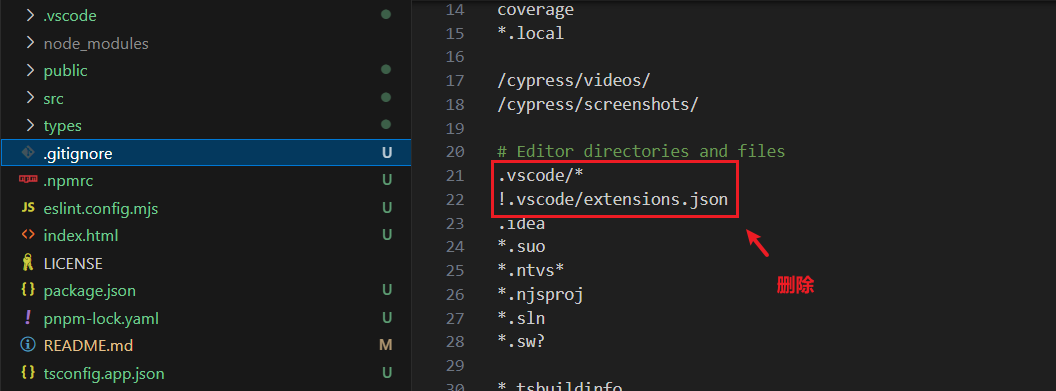 .vscode
node_modules
public
src
types
.gitignore U
.npmrc U
JS eslint.config.mjs U
index.html U
LICENSE
package.json U
pnpm-lock.yaml U
README.md M
tsconfig.app.json U
14 coverage
15 *.local
16
17 /cypress/videos/
18 /cypress/screenshots/
19
20 # Editor directories and files
21 .vscode/*
22 !.vscode/extensions.json
23 .idea
24 *.suo
25 *.ntvs*
26 *.njsproj
27 *.sln
28 *.sw?
29
30 *.tsbuildinfo
删除